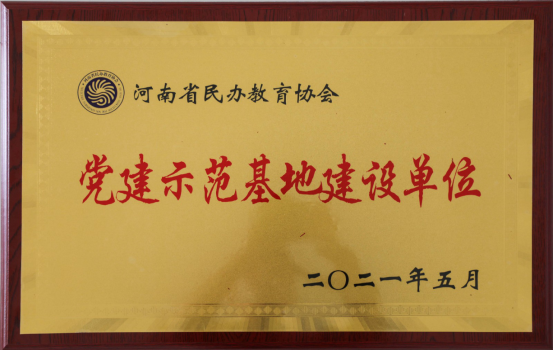 河南省民办教育协会
党建示范基地建设单位
二〇二一年五月